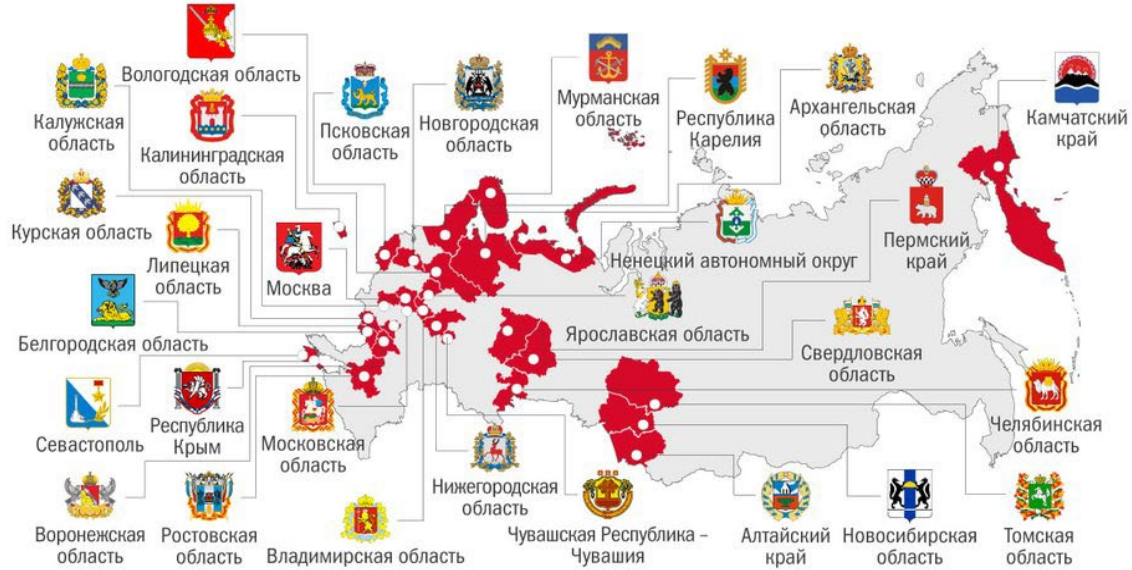 Вологодская область
Калужская
область
Калининградская
область
Псковская
область
Новгородская
область
Мурманская
область
Республика
Карелия
Архангельская
область
Камчатский
край
Курская область
Липецкая
область
Москва
Ненецкий автономный округ
Пермский
край
Белгородская область
Ярославская область
Свердловская
область
Севастополь
Республика
Крым
Московская
область
Челябинская
область
Нижегородская
область
Воронежская
область
Ростовская
область
Владимирская область
Чувашская Республика –
Чувашия
Алтайский
край
Новосибирская
область
Томская
область